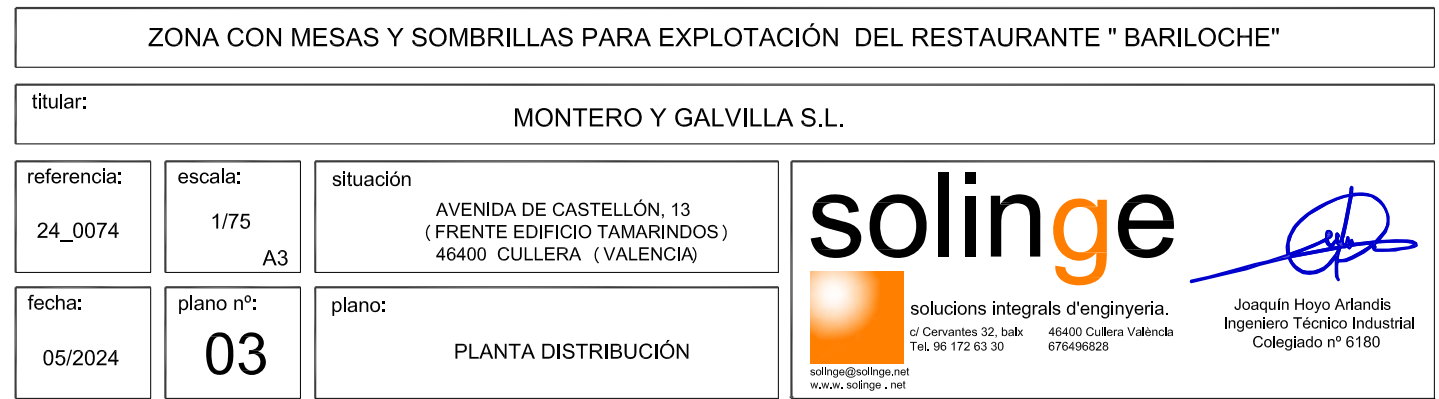 ZONA CON MESAS Y SOMBRILLAS PARA EXPLOTACIÓN DEL RESTAURANTE " BARILOCHE"
titular:
MONTERO Y GALVILLA S.L.
referencia:
24_0074
escala:
1/75
A3
situación
AVENIDA DE CASTELLÓN, 13
( FRENTE EDIFICIO TAMARINDOS )
46400 CULLERA ( VALENCIA)
fecha:
05/2024
plano nº:
03
plano:
PLANTA DISTRIBUCIÓN
solinge
solucions integrals d'enginyeria.
c/ Cervantes 32, baix 46400 Cullera València
Tel. 96 172 63 30 676496828
solinge@solinge.net
w.w.w. solinge . net
Joaquín Hoyo Arlandis
Ingeniero Técnico Industrial
Colegiado nº 6180